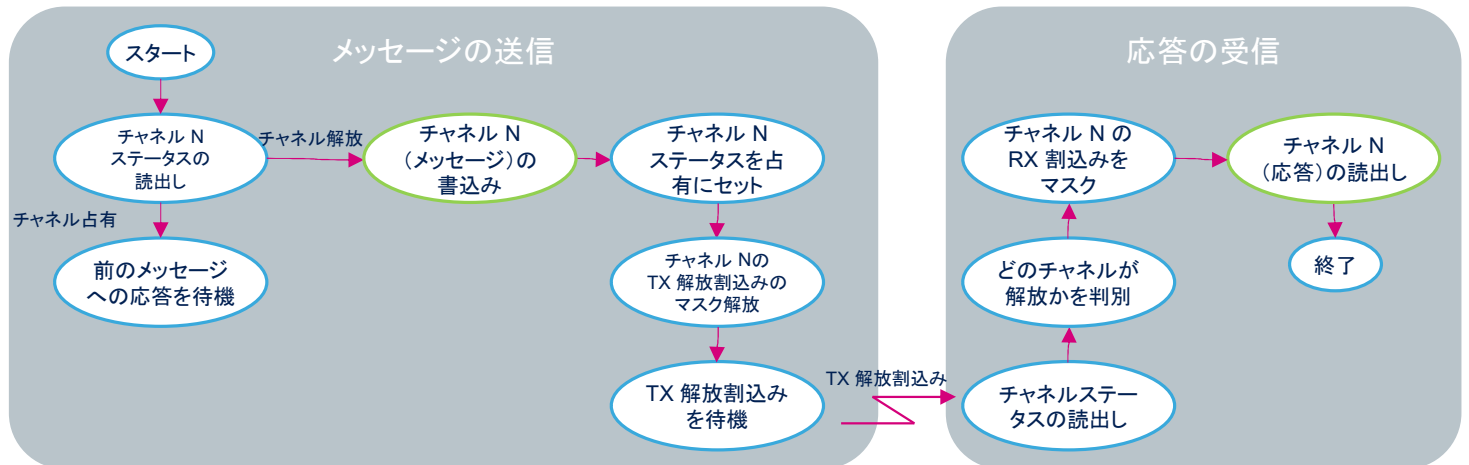 メッセージの送信
スタート
チャネル N
ステータスの
読出し
チャネル解放
チャネル N
（メッセージ）の
書込み
チャネル N
ステータスを占
有にセット
チャネル占有
前のメッセージ
への応答を待機
チャネル Nの
TX 解放割込みの
マスク解放
TX 解放割込み
を待機
TX 解放割込み
応答の受信
チャネル N の
RX 割込みを
マスク
チャネル N
（応答）の読出し
どのチャネルが
解放かを判別
終了
チャネルステー
タスの読出し